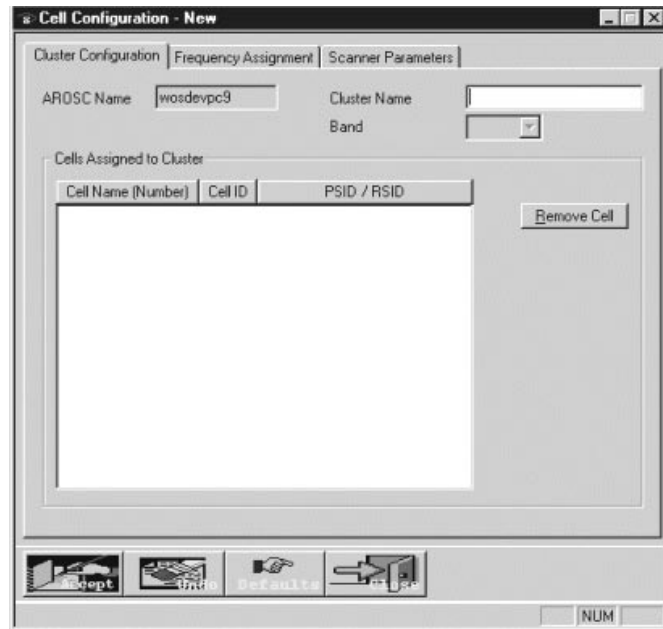 Cell Configuration - New
Cluster Configuration Frequency Assignment Scanner Parameters
AROSC Name wosdevpc9 Cluster Name
Band
Cells Assigned to Cluster
Cell Name (Number) Cell ID PSID / RSID
Remove Cell
Accept Undo Defaults Close
NUM